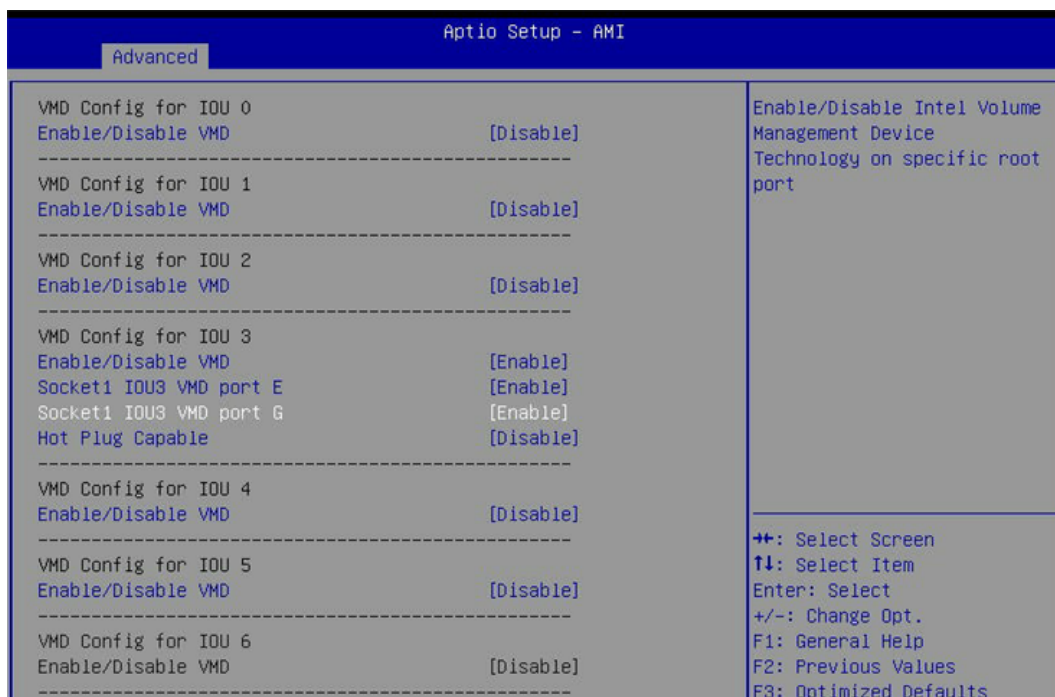 Aptio Setup – AMI
Advanced
VMD Config for IOU 0
Enable/Disable VMD [Disable]
----------------------------------------------------
VMD Config for IOU 1
Enable/Disable VMD [Disable]
----------------------------------------------------
VMD Config for IOU 2
Enable/Disable VMD [Disable]
----------------------------------------------------
VMD Config for IOU 3
Enable/Disable VMD [Enable]
Socket1 IOU3 VMD port E [Enable]
Socket1 IOU3 VMD port G [Enable]
Hot Plug Capable [Disable]
----------------------------------------------------
VMD Config for IOU 4
Enable/Disable VMD [Disable]
----------------------------------------------------
VMD Config for IOU 5
Enable/Disable VMD [Disable]
----------------------------------------------------
VMD Config for IOU 6
Enable/Disable VMD [Disable]
----------------------------------------------------
Enable/Disable Intel Volume
Management Device
Technology on specific root
port
→←: Select Screen
↑↓: Select Item
Enter: Select
+/-: Change Opt.
F1: General Help
F2: Previous Values
F3: Optimized Defaults